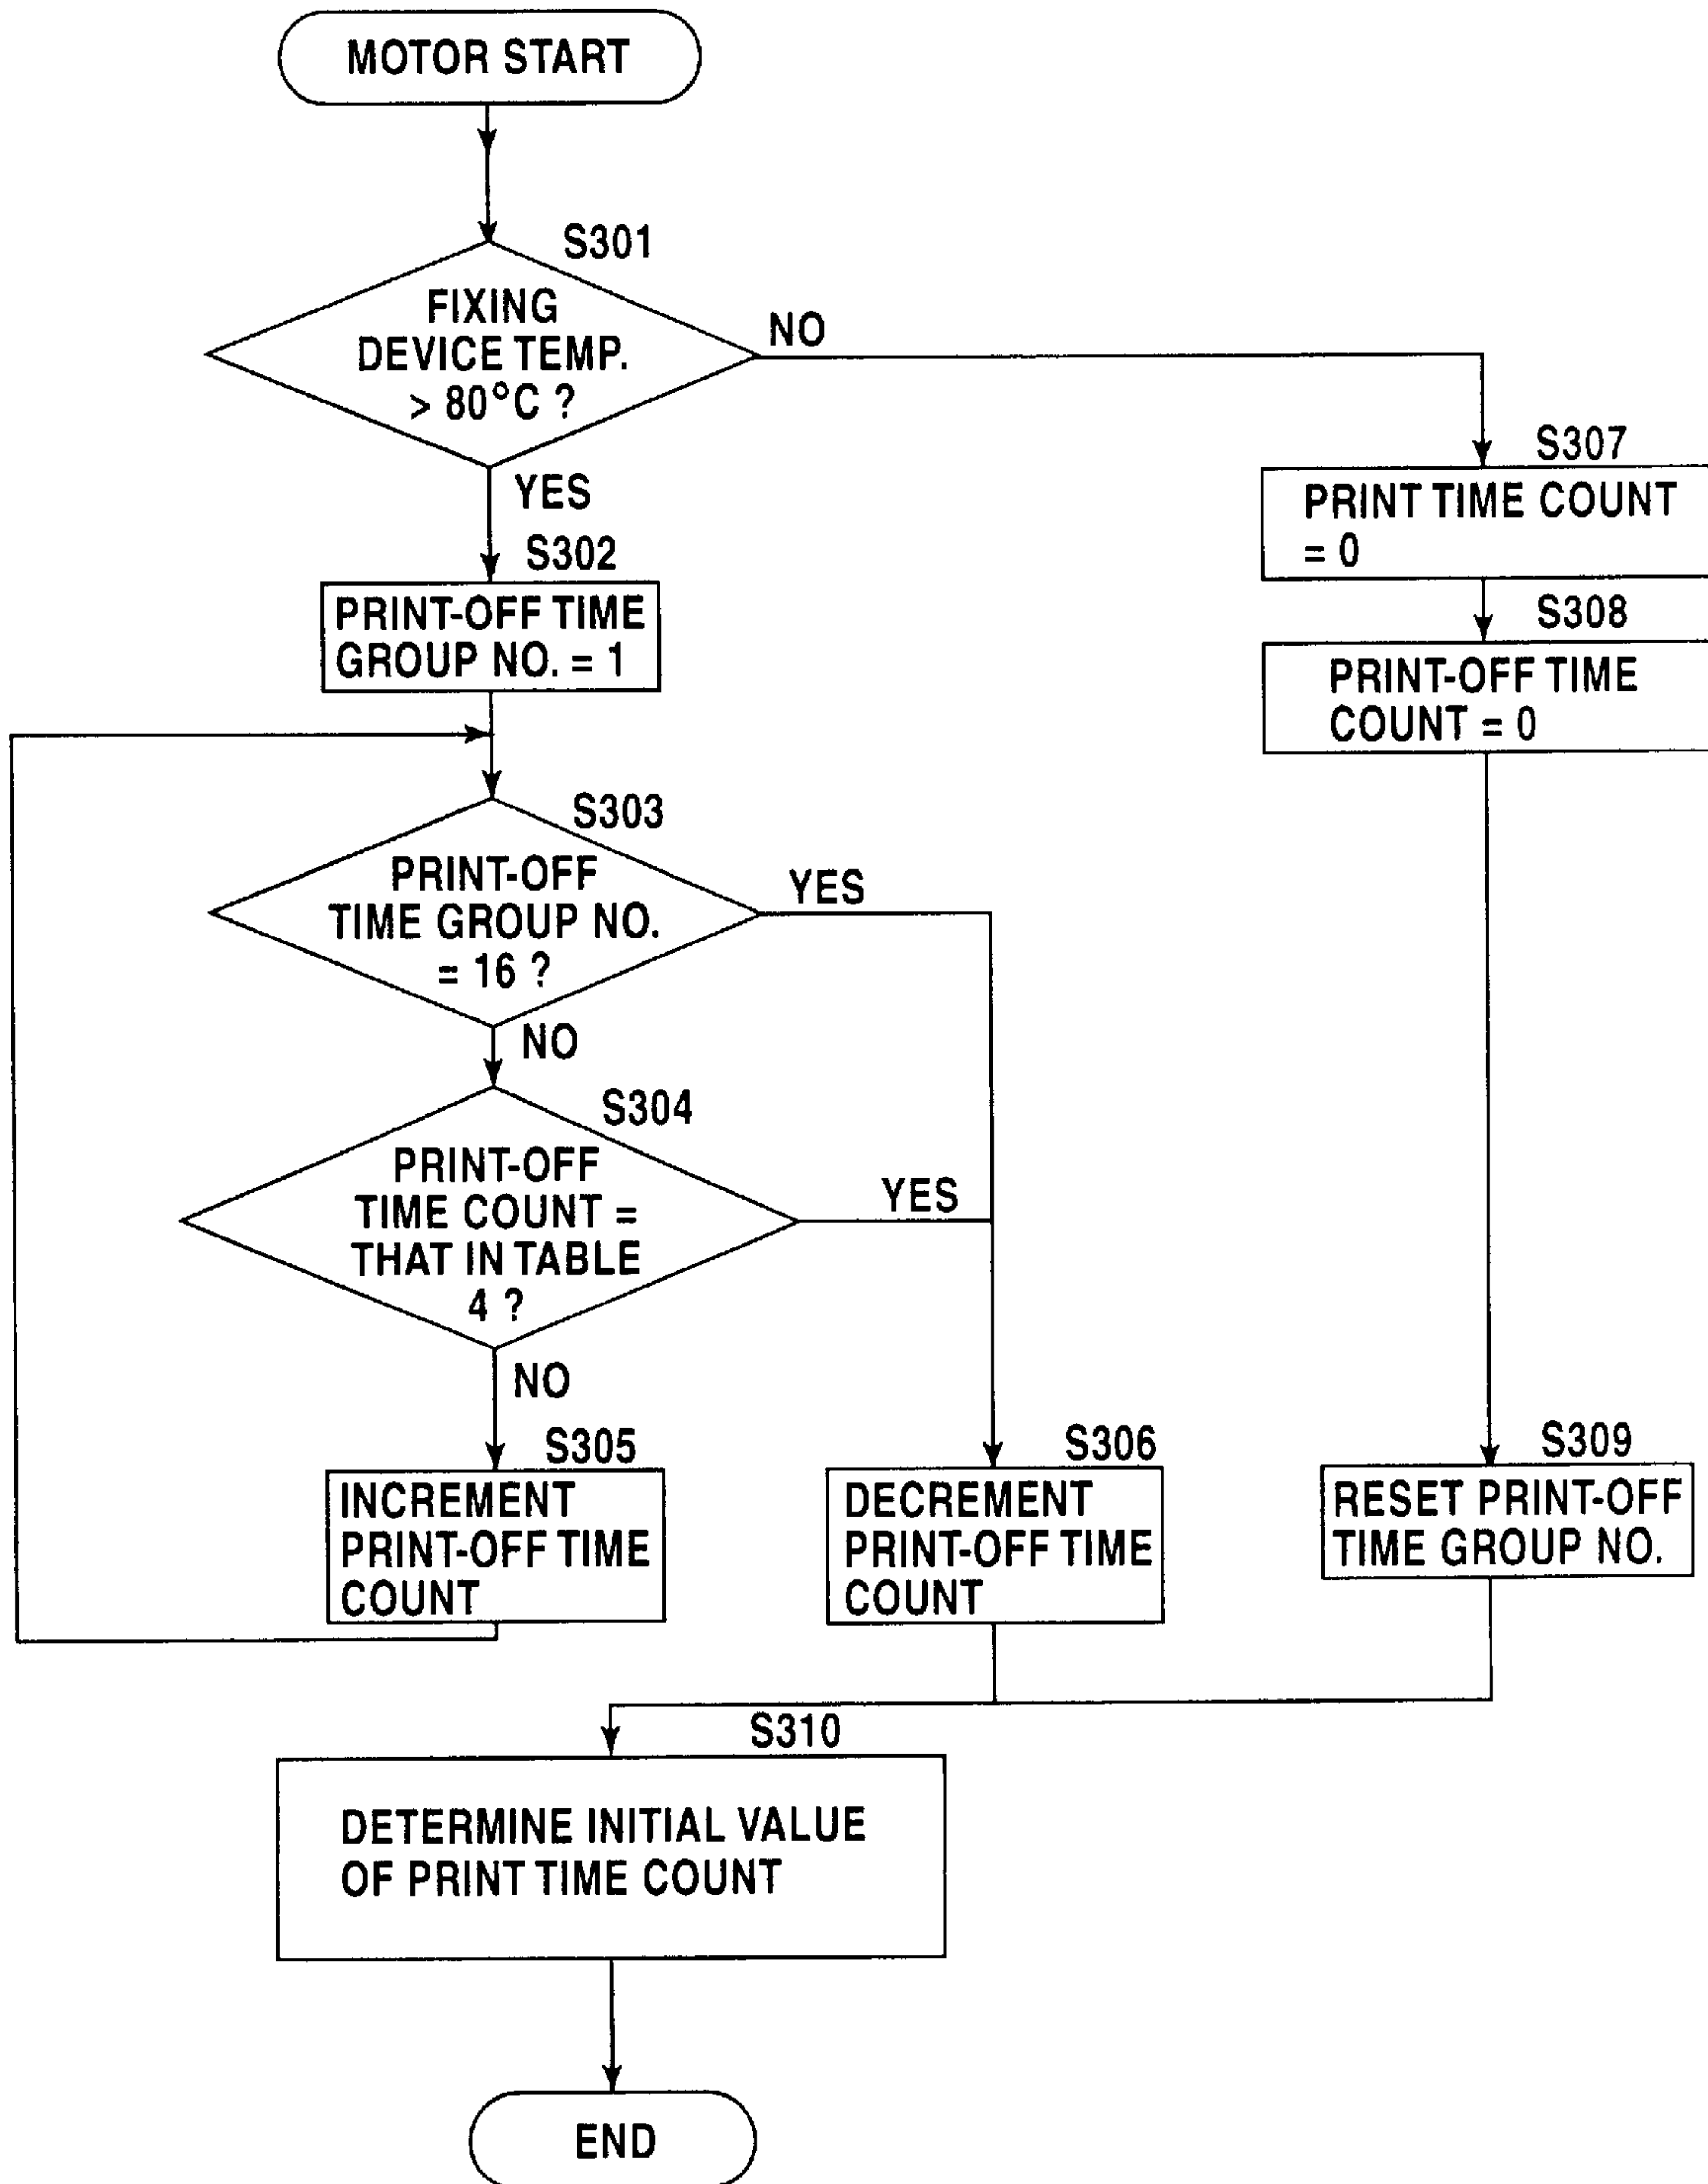 MOTOR START
S301
FIXING
DEVICE TEMP.
> 80°C ?
NO
YES
S302
PRINT-OFF TIME
GROUP NO. = 1
S307
PRINT TIME COUNT
= 0
S308
PRINT-OFF TIME
COUNT = 0
S303
PRINT-OFF
TIME GROUP NO.
= 16 ?
YES
NO
S304
PRINT-OFF
TIME COUNT =
THAT IN TABLE
4 ?
YES
NO
S305
INCREMENT
PRINT-OFF TIME
COUNT
S306
DECREMENT
PRINT-OFF TIME
COUNT
S309
RESET PRINT-OFF
TIME GROUP NO.
S310
DETERMINE INITIAL VALUE
OF PRINT TIME COUNT
END